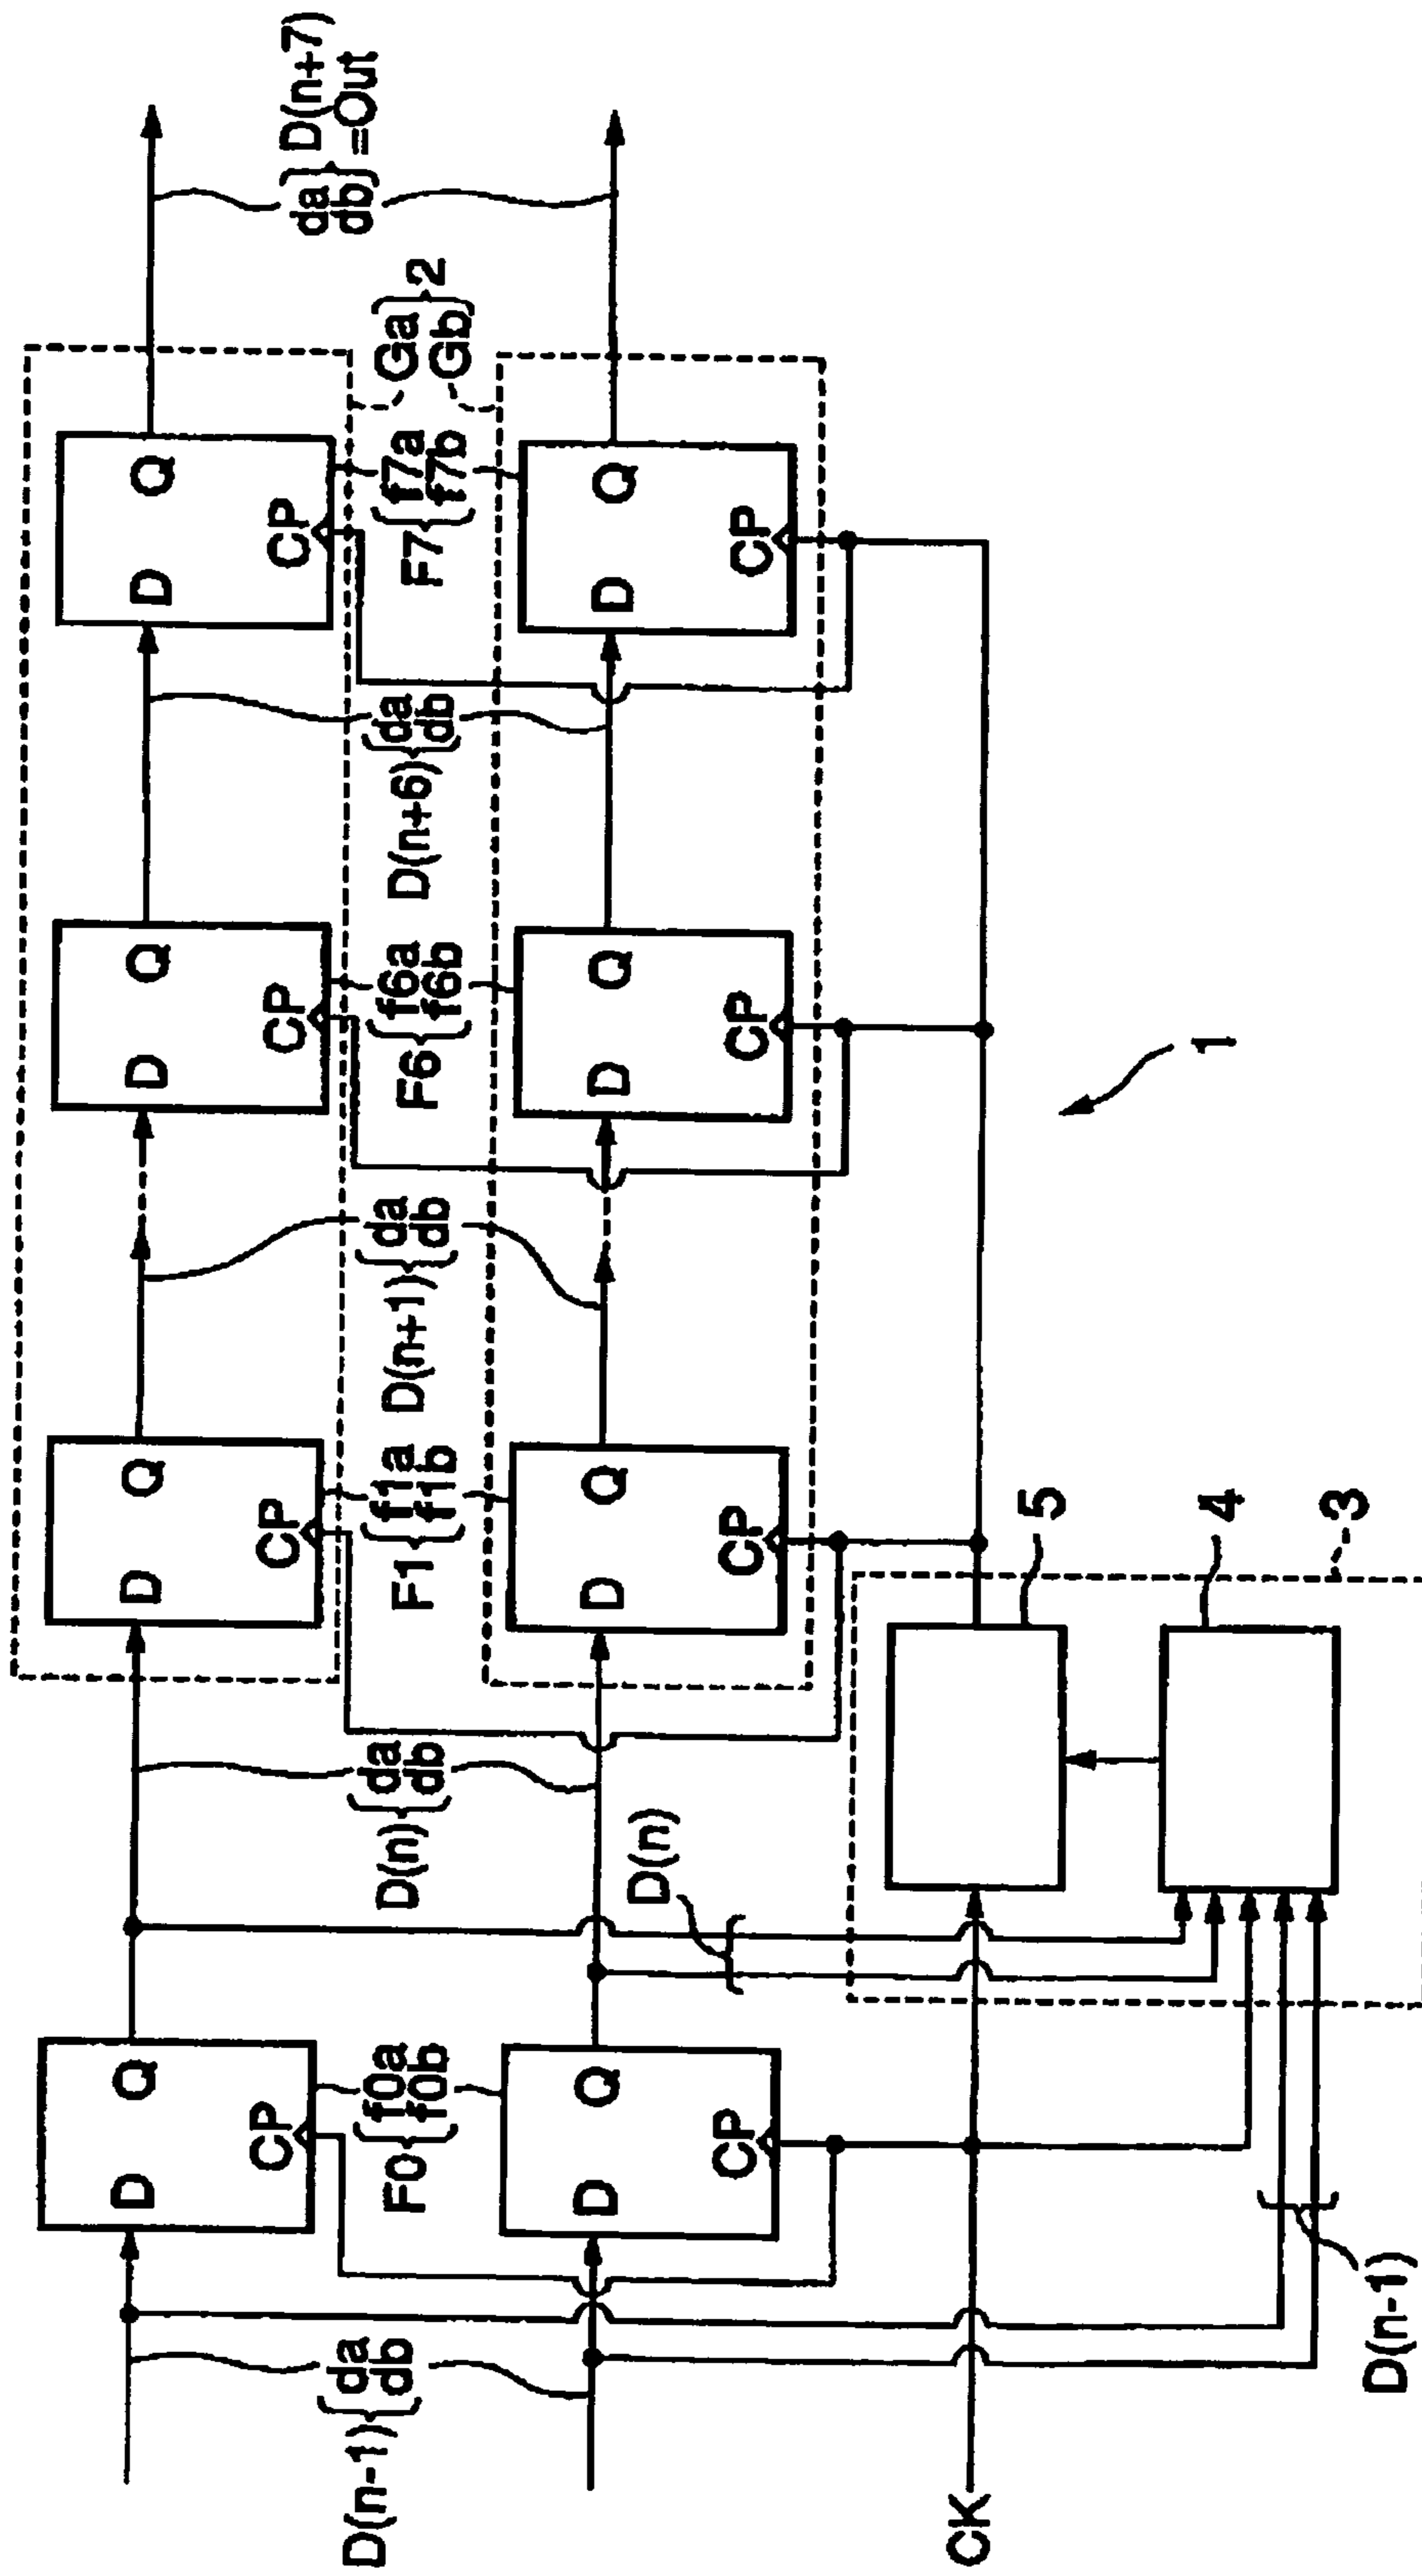 D(n-1) { da
db
F0 { f0a
f0b
D(n) { da
db
F1 { f1a
f1b
D(n+1) { da
db
F6 { f6a
f6b
D(n+6) { da
db
F7 { f7a
f7b
Ga
Gb } 2
da
db } D(n+7)
=Out
D Q
CP
D Q
CP
D Q
CP
D Q
CP
D Q
CP
D Q
CP
D Q
CP
D Q
CP
D(n)
CK
D(n-1)
5
4
3
1